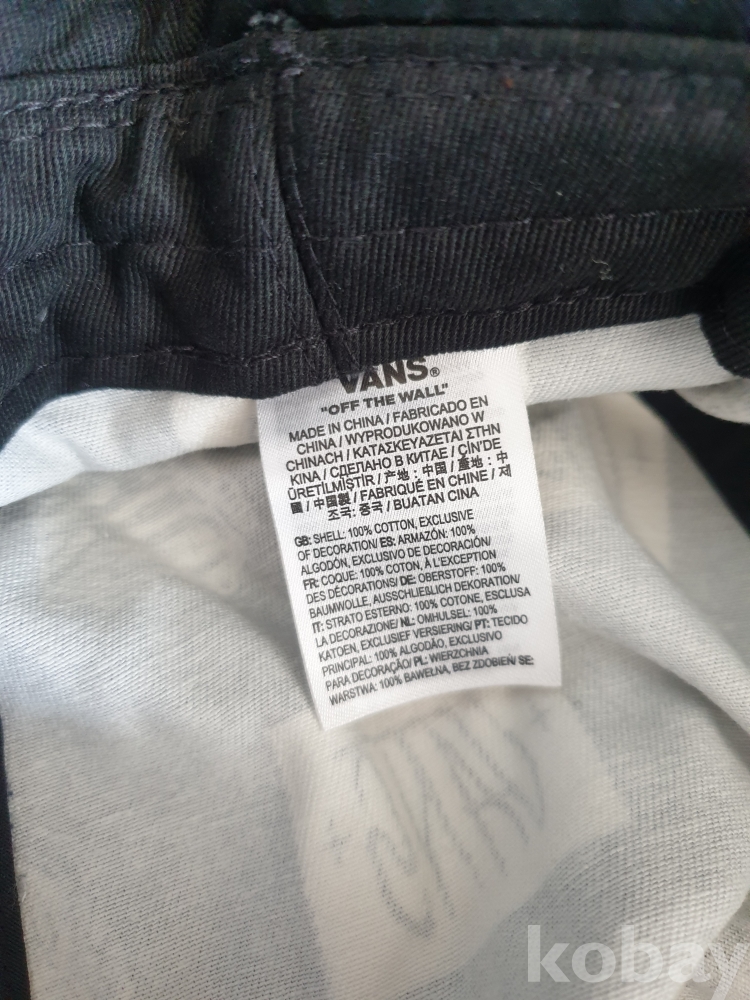 VANS®
"OFF THE WALL"
MADE IN CHINA / FABRICADO EN
CHINA / WYPRODUKOWANO W
CHINACH / ΚΑΤΑΣΚΕΥΑΖΕΤΑΙ ΣΤΗΝ
ΚΙΝΑ / СДЕЛАНО В КИТАЕ / ÇİN'DE
ÜRETİLMİŞTİR / 产地：中国 / 產地：中
國 / 中国製 / FABRIQUÉ EN CHINE / 제
조국: 중국 / BUATAN CINA
GB: SHELL: 100% COTTON, EXCLUSIVE
OF DECORATION/ ES: ARMAZÓN: 100%
ALGODÓN, EXCLUSIVO DE DECORACIÓN/
FR: COQUE: 100% COTON, À L'EXCEPTION
DES DÉCORATIONS/ DE: OBERSTOFF: 100%
BAUMWOLLE, AUSSCHLIEßLICH DEKORATION/
IT: STRATO ESTERNO: 100% COTONE, ESCLUSA
LA DECORAZIONE/ NL: OMHULSEL: 100%
KATOEN, EXCLUSIEF VERSIERING/ PT: TECIDO
PRINCIPAL: 100% ALGODÃO, EXCLUSIVO
PARA DECORAÇÃO/ PL: WIERZCHNIA
WARSTWA: 100% BAWEŁNA, BEZ ZDOBIEŃ/ SE:
kobay